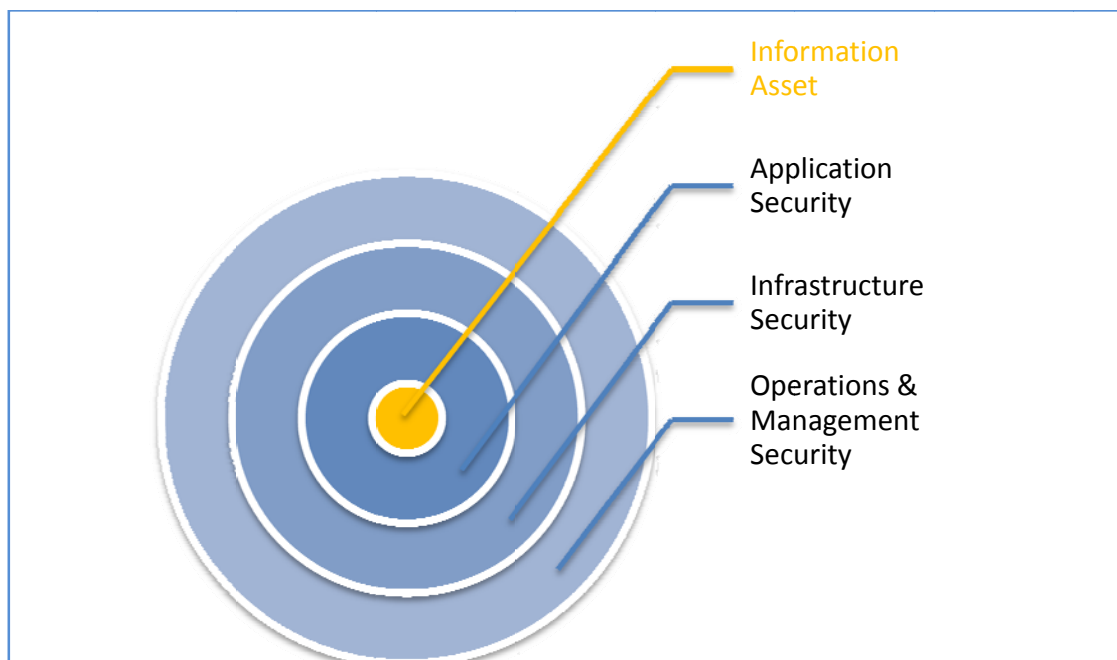 Information
Asset
Application
Security
Infrastructure
Security
Operations &
Management
Security